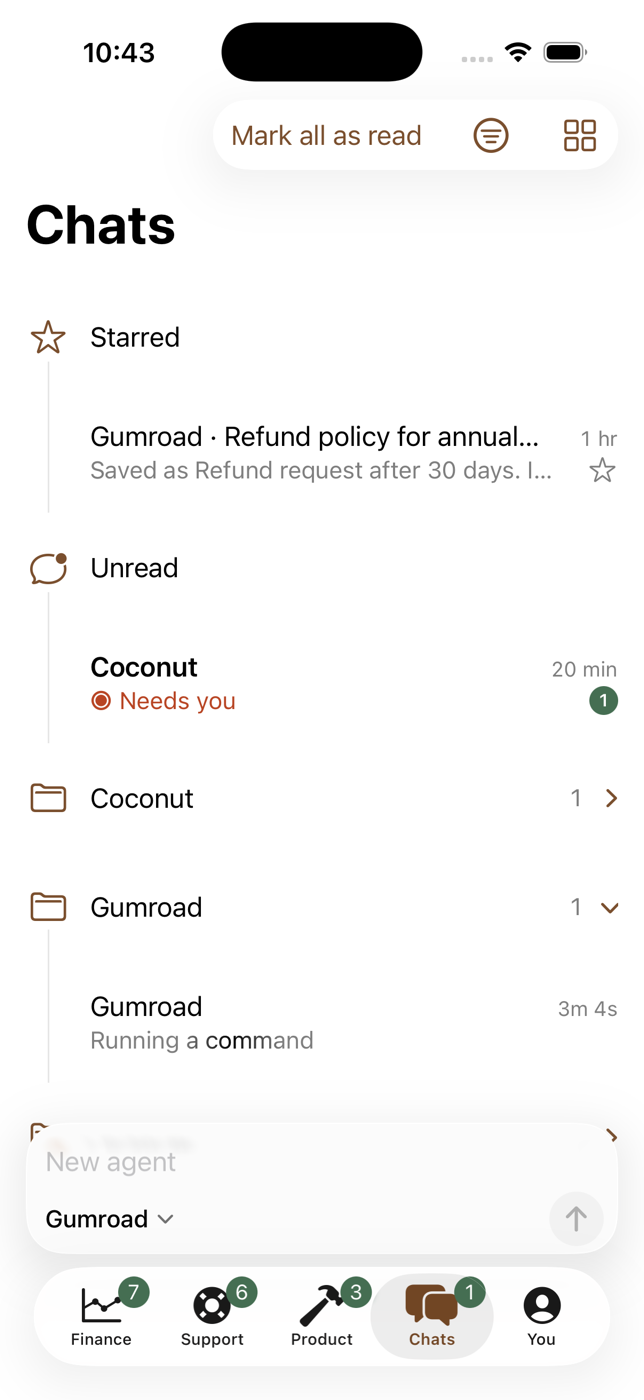 10:43
Mark all as read
Chats
Starred
Gumroad · Refund policy for annual... 1 hr
Saved as Refund request after 30 days. I...
Unread
Coconut 20 min
Needs you 1
Coconut 1
Gumroad 1
Gumroad 3m 4s
Running a command
New agent
Gumroad
7 6 3 1
Finance Support Product Chats You